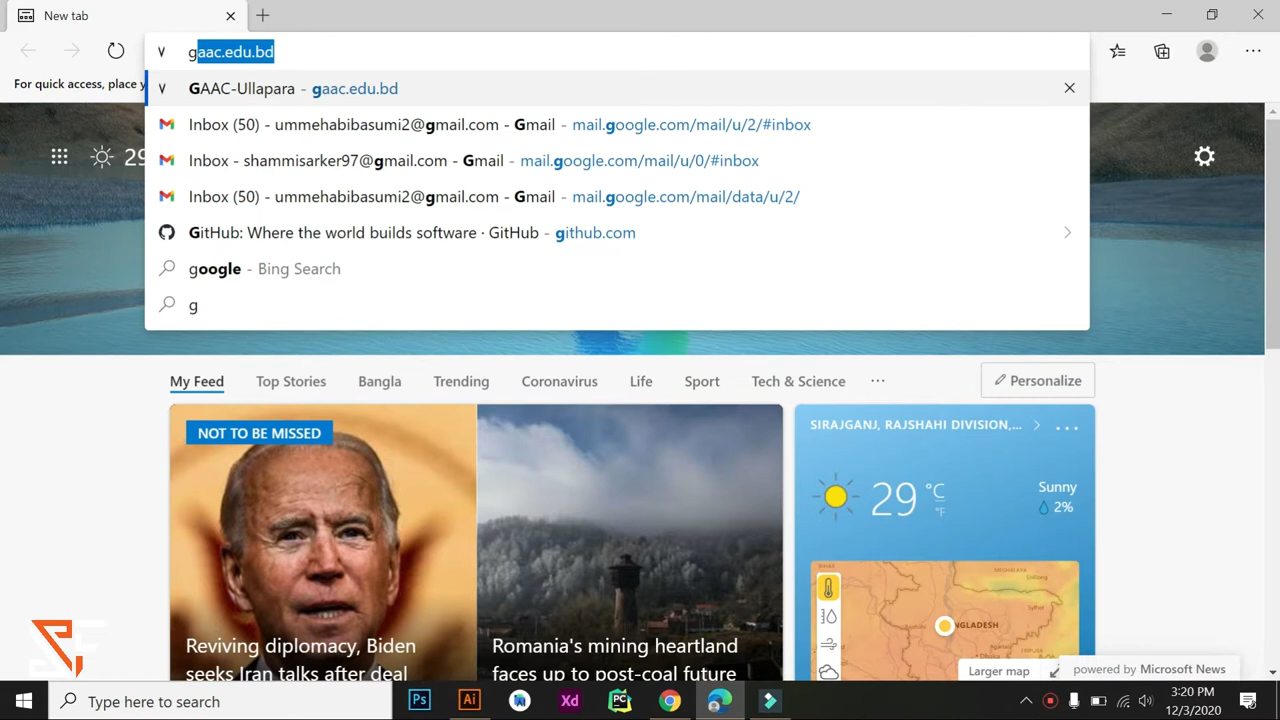 New tab
gaac.edu.bd
For quick access, place y
GAAC-Ullapara - gaac.edu.bd
Inbox (50) - ummehabibasumi2@gmail.com - Gmail - mail.google.com/mail/u/2/#inbox
Inbox - shammisarker97@gmail.com - Gmail - mail.google.com/mail/u/0/#inbox
Inbox (50) - ummehabibasumi2@gmail.com - Gmail - mail.google.com/mail/data/u/2/
GitHub: Where the world builds software · GitHub - github.com
google - Bing Search
g
29
My Feed Top Stories Bangla Trending Coronavirus Life Sport Tech & Science ...
Personalize
NOT TO BE MISSED
Reviving diplomacy, Biden
seeks Iran talks after deal
Romania's mining heartland
faces up to post-coal future
SIRAJGANJ, RAJSHAHI DIVISION,...
29 °C
°F
Sunny
2%
NGLADESH
Larger map
powered by Microsoft News
Type here to search
Ps
Ai
Xd
PC
3:20 PM
12/3/2020